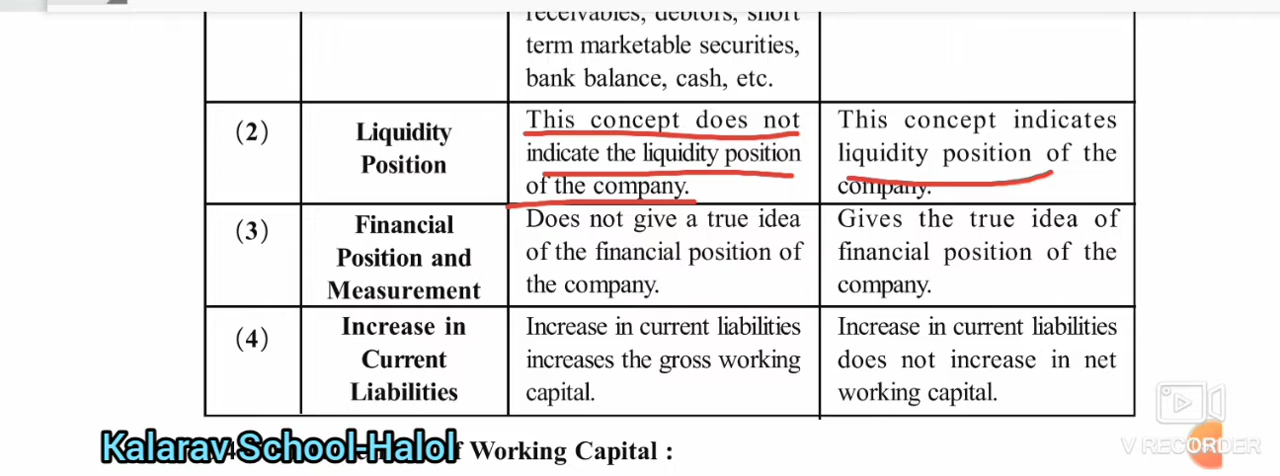 receivables, debtors, short
term marketable securities,
bank balance, cash, etc.
(2)
Liquidity
Position
This concept does not
indicate the liquidity position
of the company.
This concept indicates
liquidity position of the
company.
(3)
Financial
Position and
Measurement
Does not give a true idea
of the financial position of
the company.
Gives the true idea of
financial position of the
company.
(4)
Increase in
Current
Liabilities
Increase in current liabilities
increases the gross working
capital.
Increase in current liabilities
does not increase in net
working capital.
Kalarav School-Halol
Working Capital :
V RECORDER